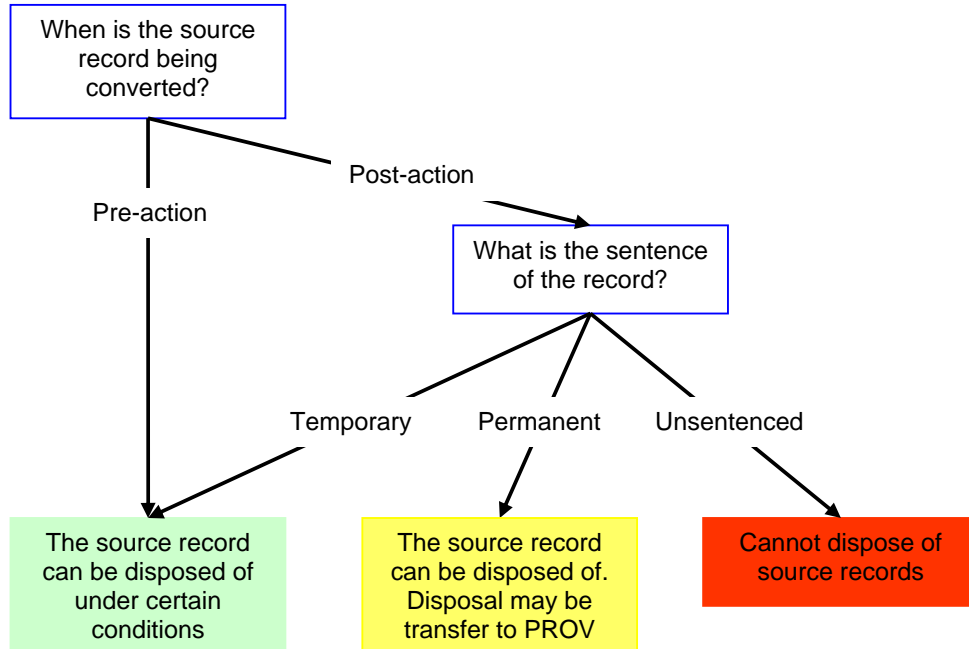 When is the source
record being
converted?
Post-action
Pre-action
What is the sentence
of the record?
Temporary
Permanent
Unsentenced
The source record
can be disposed of
under certain
conditions
The source record
can be disposed of.
Disposal may be
transfer to PROV
Cannot dispose of
source records